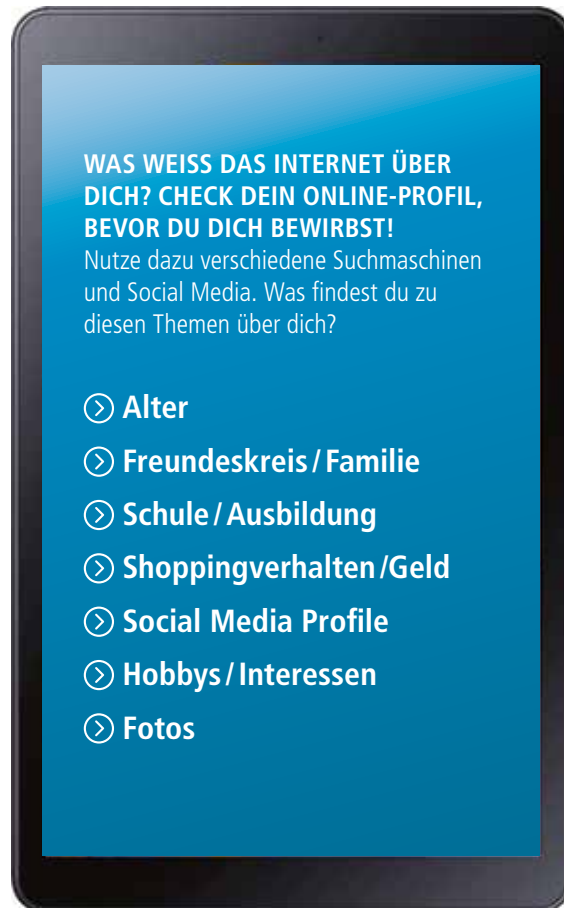 WAS WEISS DAS INTERNET ÜBER
DICH? CHECK DEIN ONLINE-PROFIL,
BEVOR DU DICH BEWIRBST!
Nutze dazu verschiedene Suchmaschinen
und Social Media. Was findest du zu
diesen Themen über dich?
Alter
Freundeskreis / Familie
Schule / Ausbildung
Shoppingverhalten / Geld
Social Media Profile
Hobbys / Interessen
Fotos